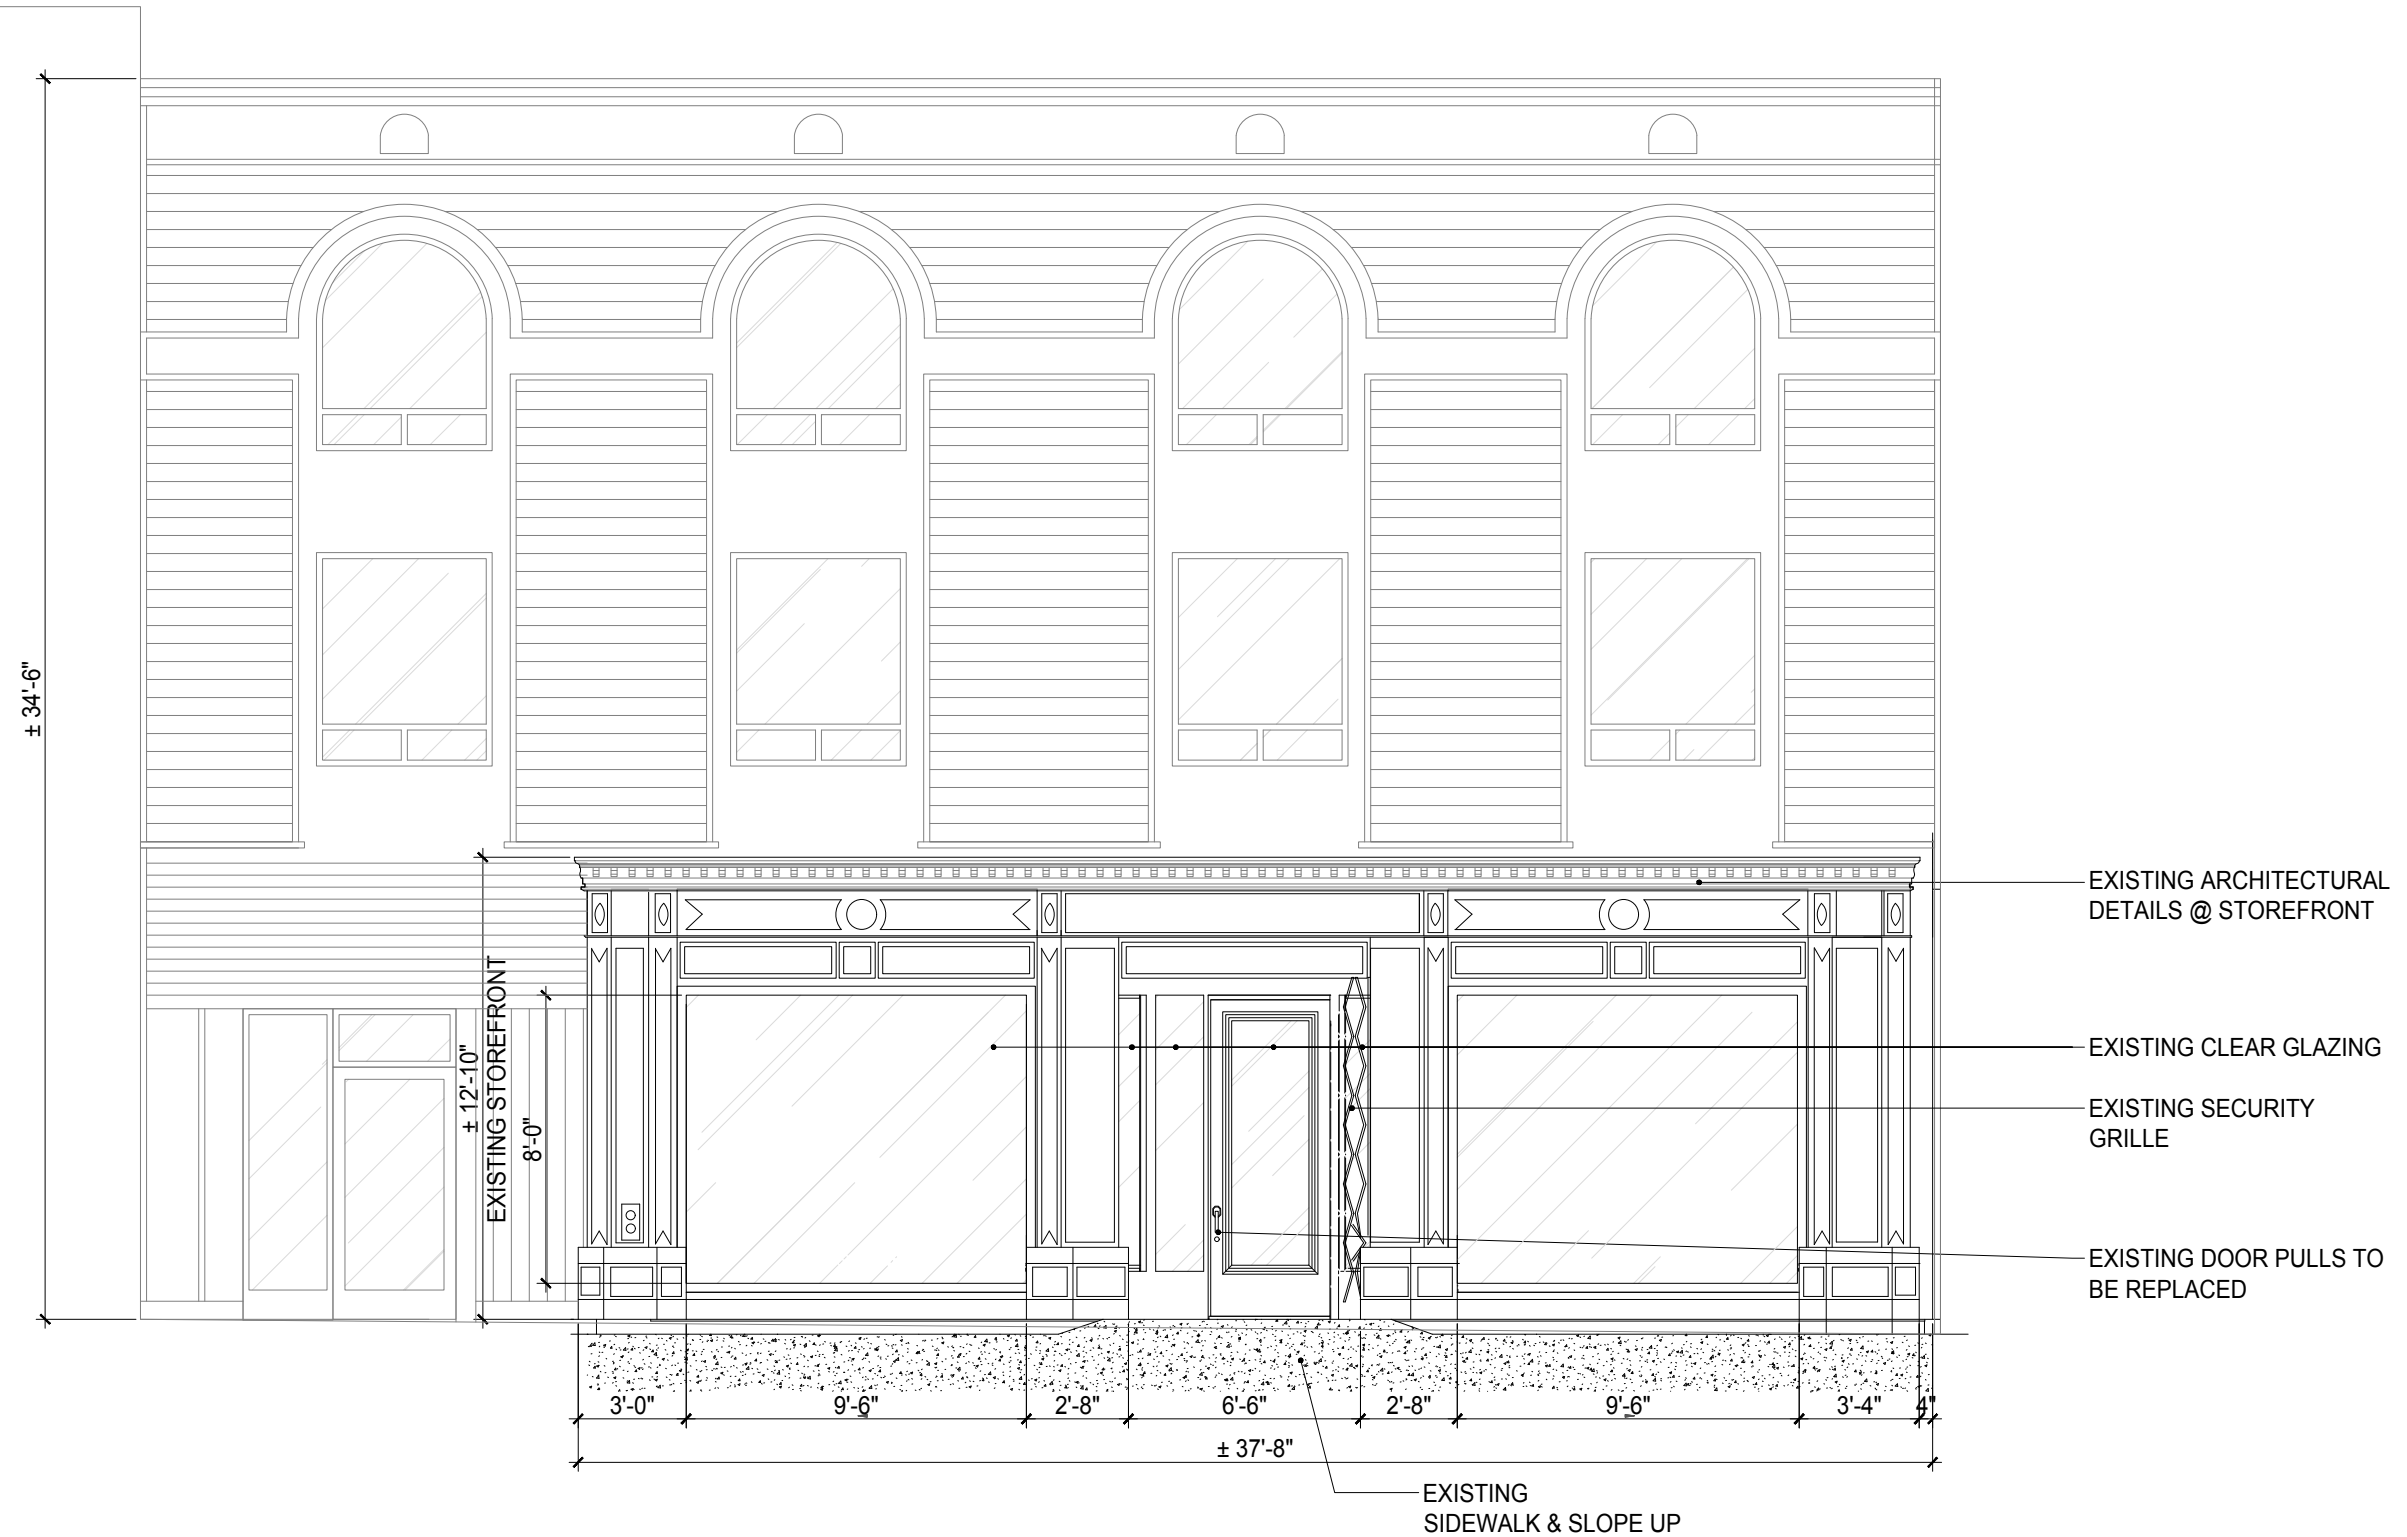 ± 34'-6"
± 12'-10"
EXISTING STOREFRONT
8'-0"
EXISTING ARCHITECTURAL
DETAILS @ STOREFRONT
EXISTING CLEAR GLAZING
EXISTING SECURITY
GRILLE
EXISTING DOOR PULLS TO
BE REPLACED
3'-0" 9'-6" 2'-8" 6'-6" 2'-8" 9'-6" 3'-4" 4"
± 37'-8"
EXISTING
SIDEWALK & SLOPE UP